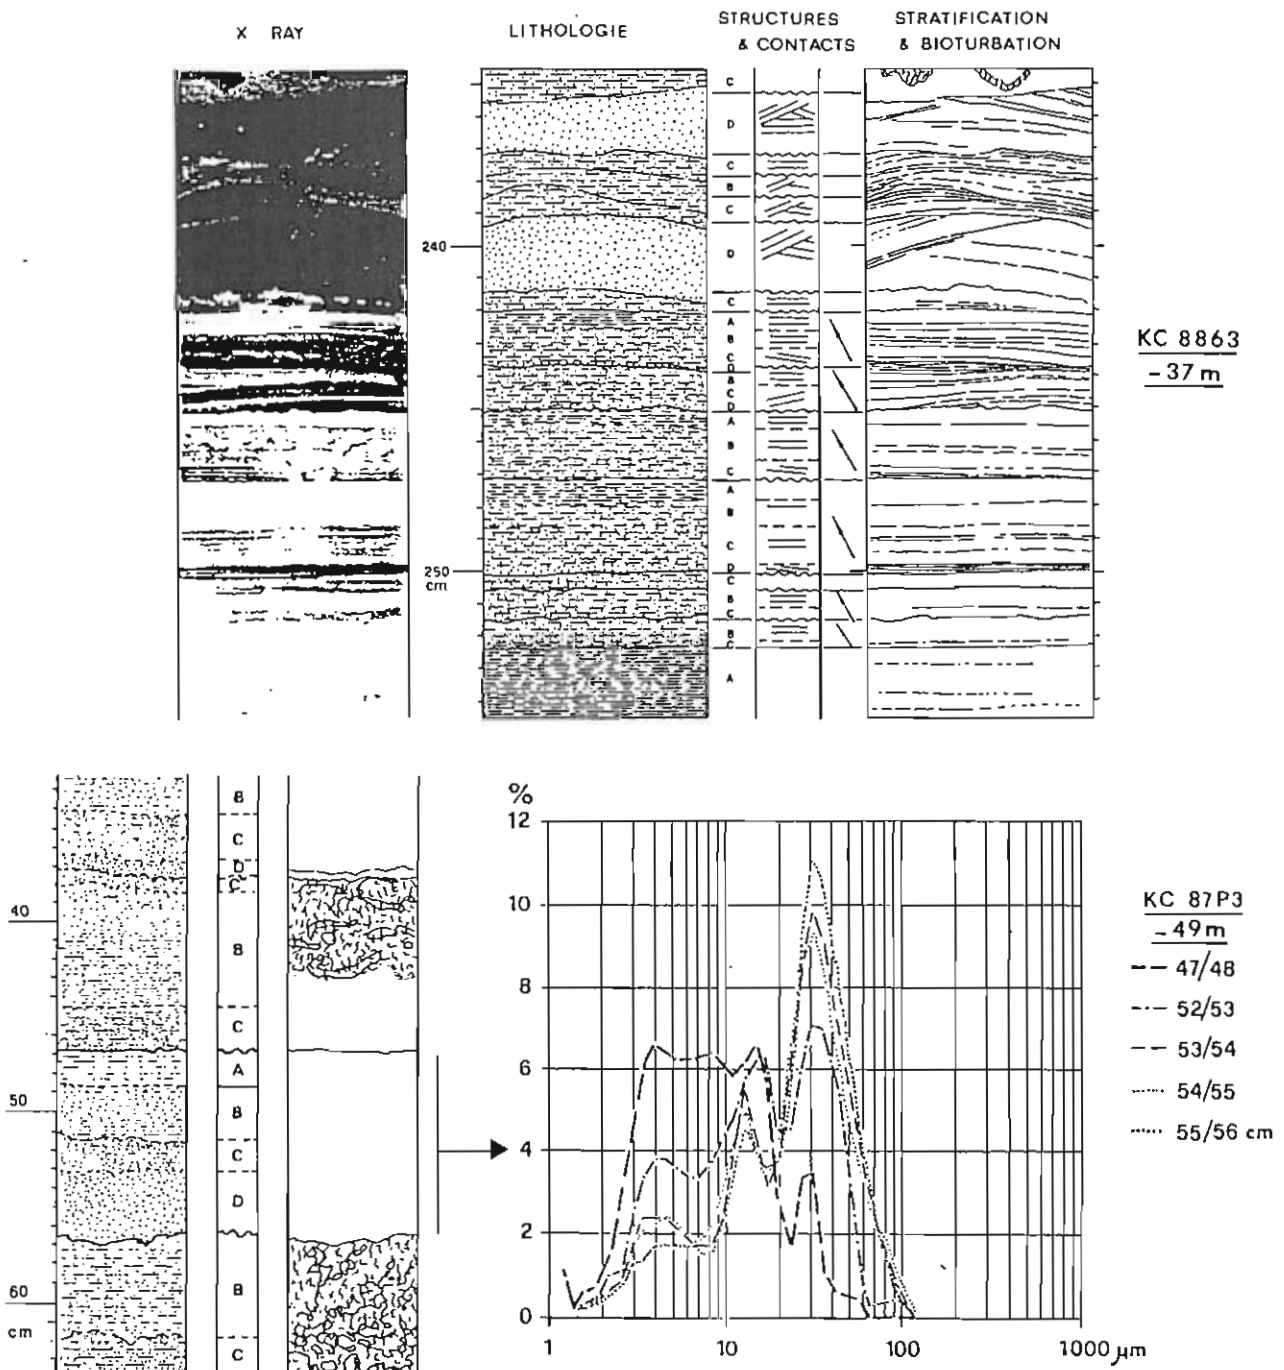 X RAY
LITHOLOGIE
STRUCTURES
& CONTACTS
STRATIFICATION
& BIOTURBATION
C
D
C
B
C
240
D
C
A
B
C
D
B
C
D
A
B
C
A
B
C
D
250
cm
C
B
C
B
C
A
KC 8863
- 37 m
B
C
D
C
40
B
C
A
50
B
C
D
B
60
cm
C
%
12
10
8
6
4
2
0
1
10
100
1000 µm
KC 87P3
- 49 m
47/48
52/53
53/54
54/55
55/56 cm